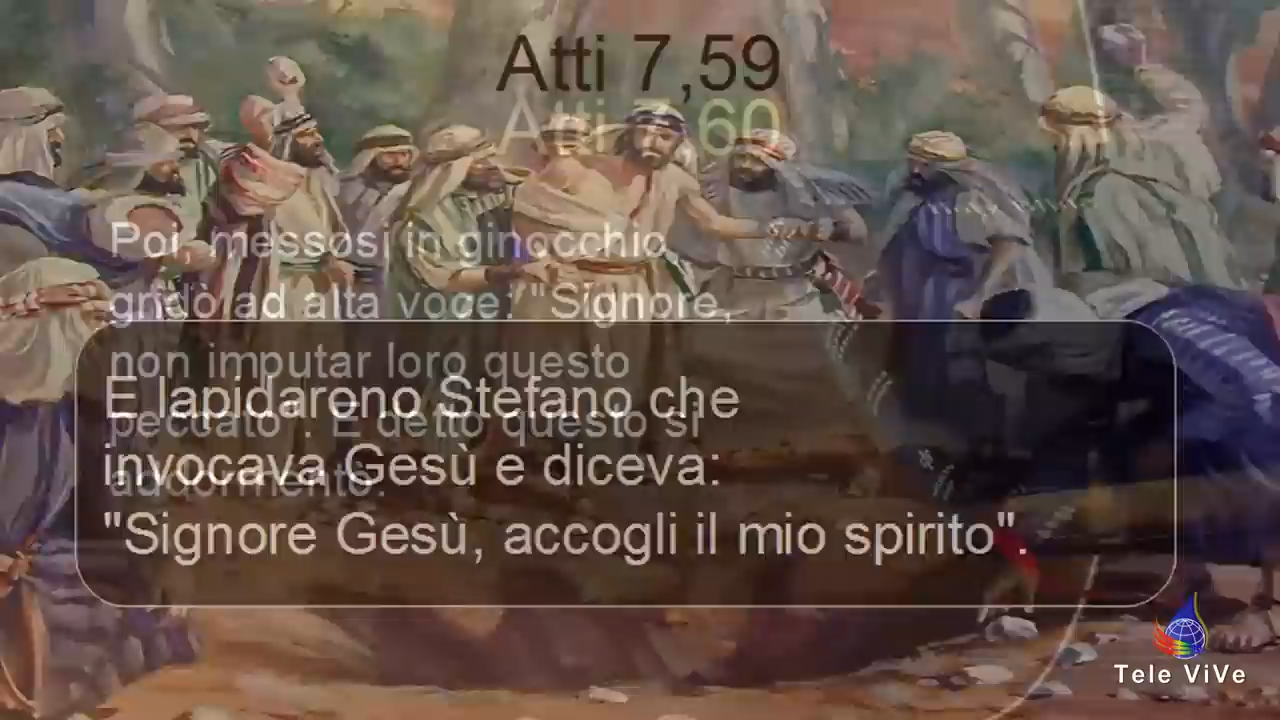 Atti 7,59
Atti 7,60
Poi, messosi in ginocchio,
gridò ad alta voce: "Signore,
non imputar loro questo
peccato". E detto questo si
addormentò.
E lapidareno Stefano che
invocava Gesù e diceva:
"Signore Gesù, accogli il mio spirito".
Tele ViVe